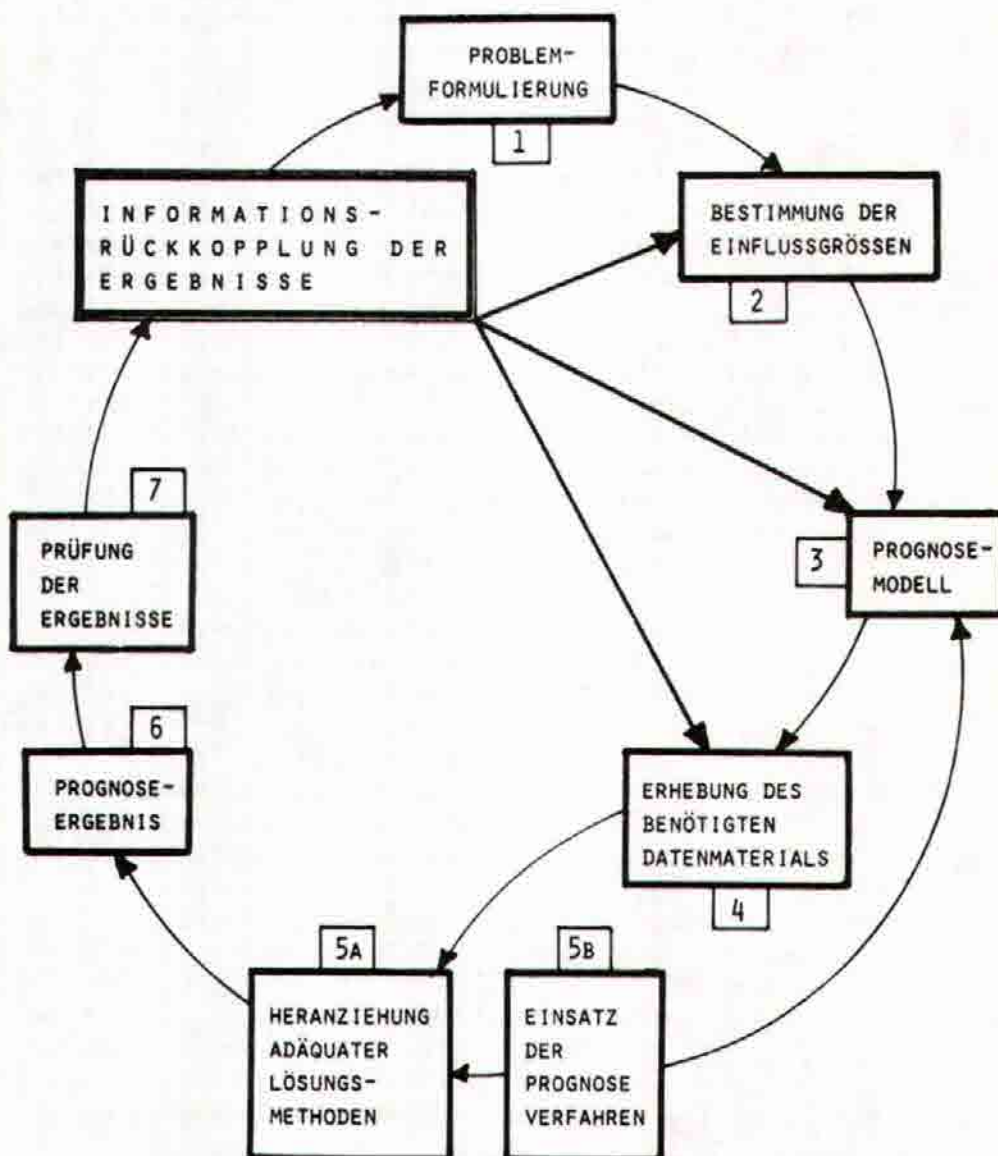 PROBLEM-
FORMULIERUNG
1
INFORMATIONS-
RÜCKKOPPLUNG DER
ERGEBNISSE
BESTIMMUNG DER
EINFLUSSGRÖSSEN
2
3
PROGNOSE-
MODELL
7
PRÜFUNG
DER
ERGEBNISSE
6
PROGNOSE-
ERGEBNIS
ERHEBUNG DES
BENÖTIGTEN
DATENMATERIALS
4
5A
HERANZIEHUNG
ADÄQUATER
LÖSUNGS-
METHODEN
5B
EINSATZ
DER
PROGNOSE
VERFAHREN